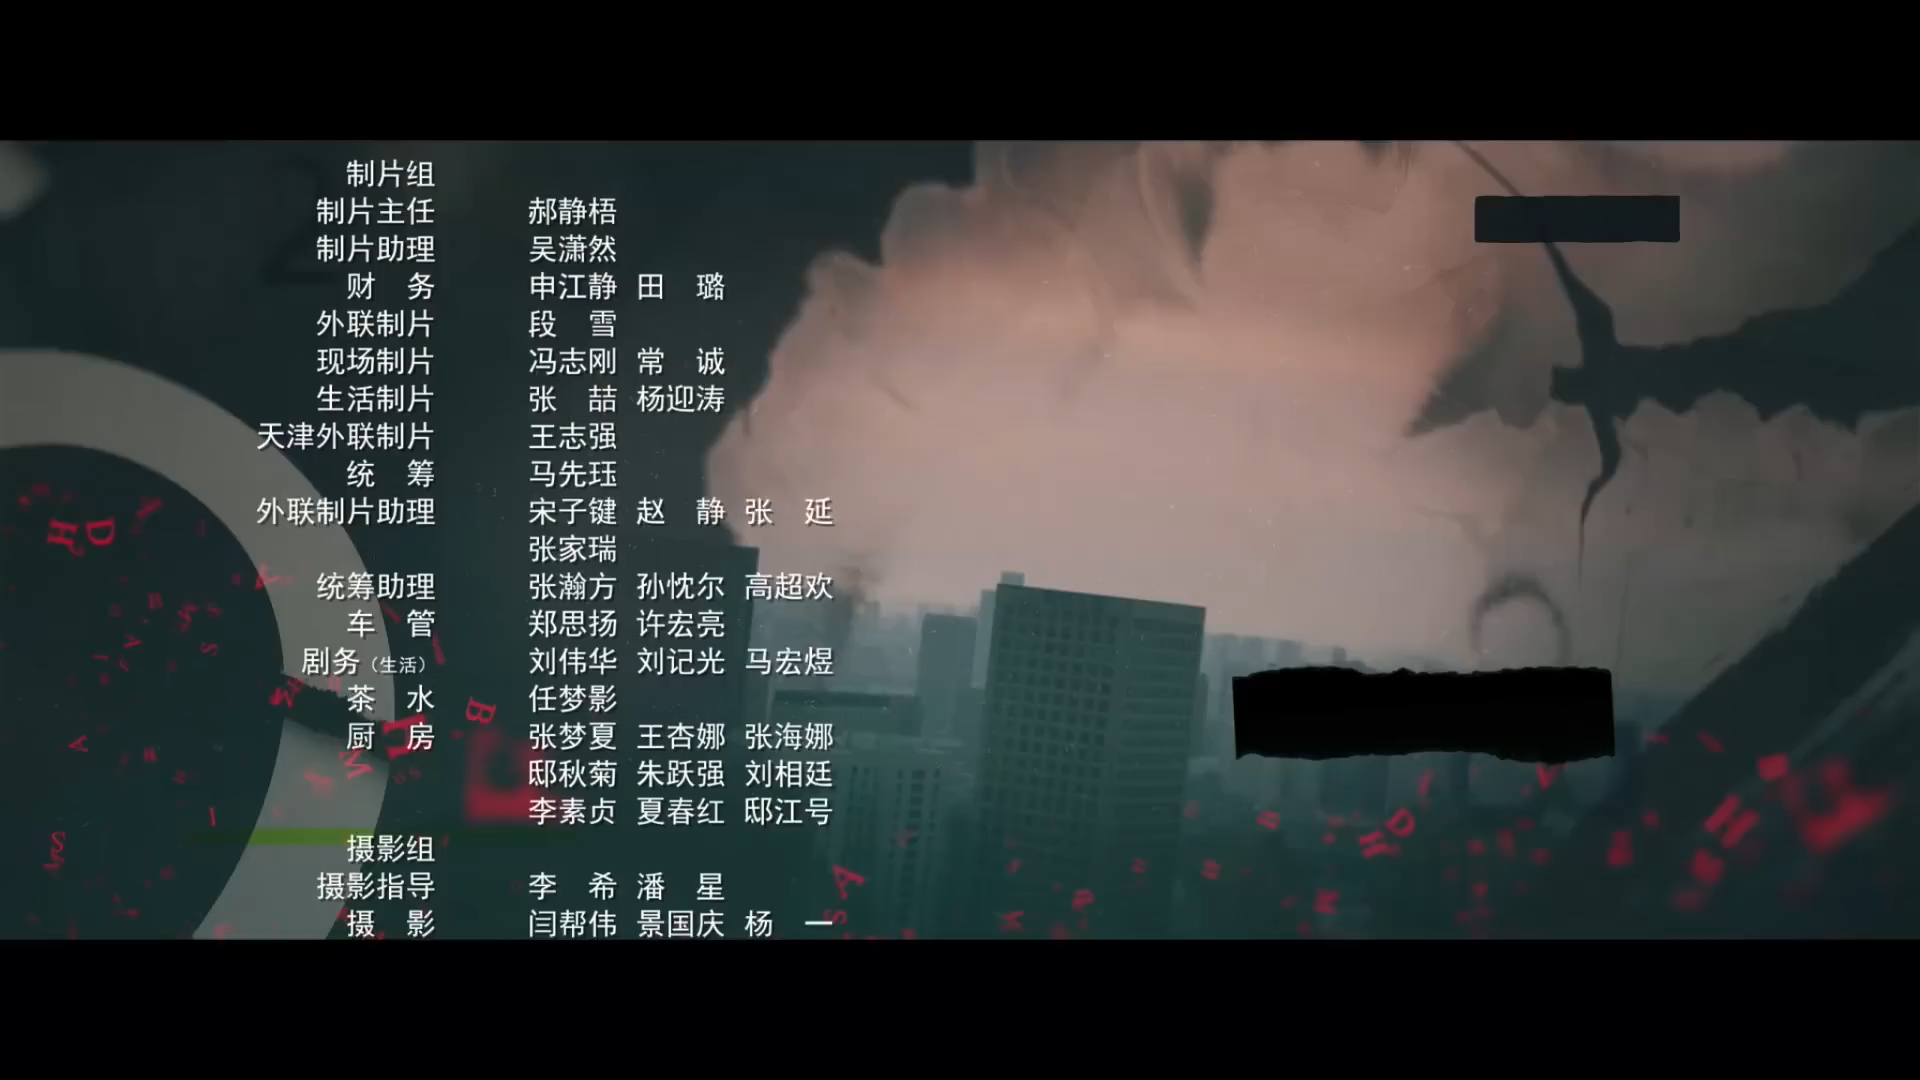 制片组
制片主任 郝静梧
制片助理 吴潇然
财 务 申江静 田 璐
外联制片 段 雪
现场制片 冯志刚 常 诚
生活制片 张 喆 杨迎涛
天津外联制片 王志强
统 筹 马先珏
外联制片助理 宋子键 赵 静 张 延
张家瑞
统筹助理 张瀚方 孙忱尔 高超欢
车 管 郑思扬 许宏亮
剧务（生活） 刘伟华 刘记光 马宏煜
茶 水 任梦影
厨 房 张梦夏 王杏娜 张海娜
邸秋菊 朱跃强 刘相廷
李素贞 夏春红 邸江号
摄影组
摄影指导 李 希 潘 星
摄 影 闫帮伟 景国庆 杨 一